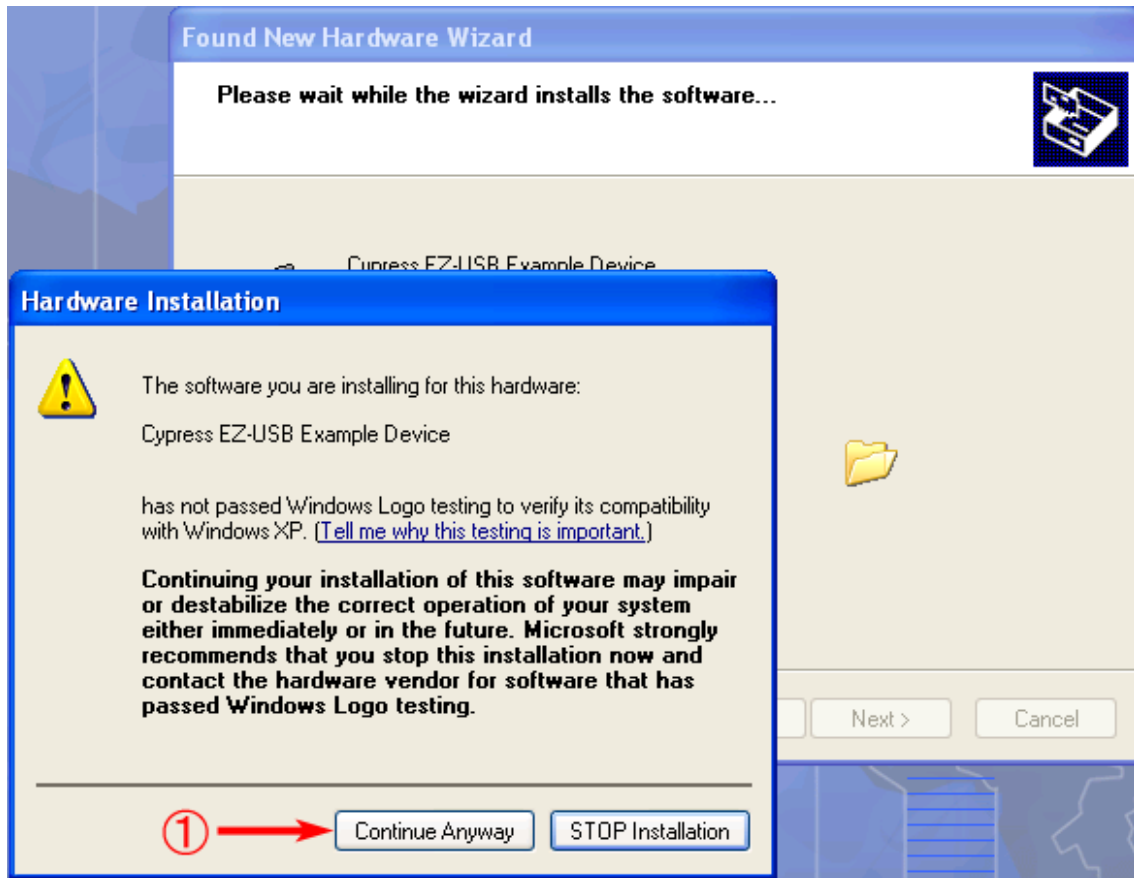 Found New Hardware Wizard
Please wait while the wizard installs the software...
Cypress EZ-USB Example Device
Hardware Installation
The software you are installing for this hardware:
Cypress EZ-USB Example Device
has not passed Windows Logo testing to verify its compatibility
with Windows XP. (Tell me why this testing is important.)
Continuing your installation of this software may impair
or destabilize the correct operation of your system
either immediately or in the future. Microsoft strongly
recommends that you stop this installation now and
contact the hardware vendor for software that has
passed Windows Logo testing.
Next >
Cancel
①
Continue Anyway
STOP Installation